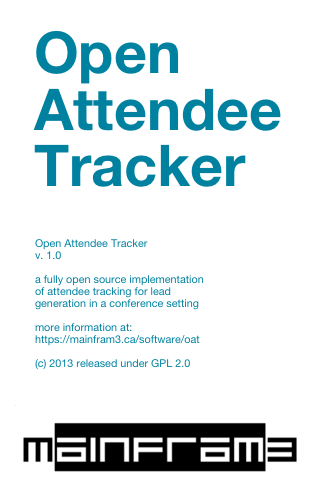 Open
Attendee
Tracker
Open Attendee Tracker
v. 1.0
a fully open source implementation
of attendee tracking for lead
generation in a conference setting
more information at:
https://mainfram3.ca/software/oat
(c) 2013 released under GPL 2.0
mainfram3